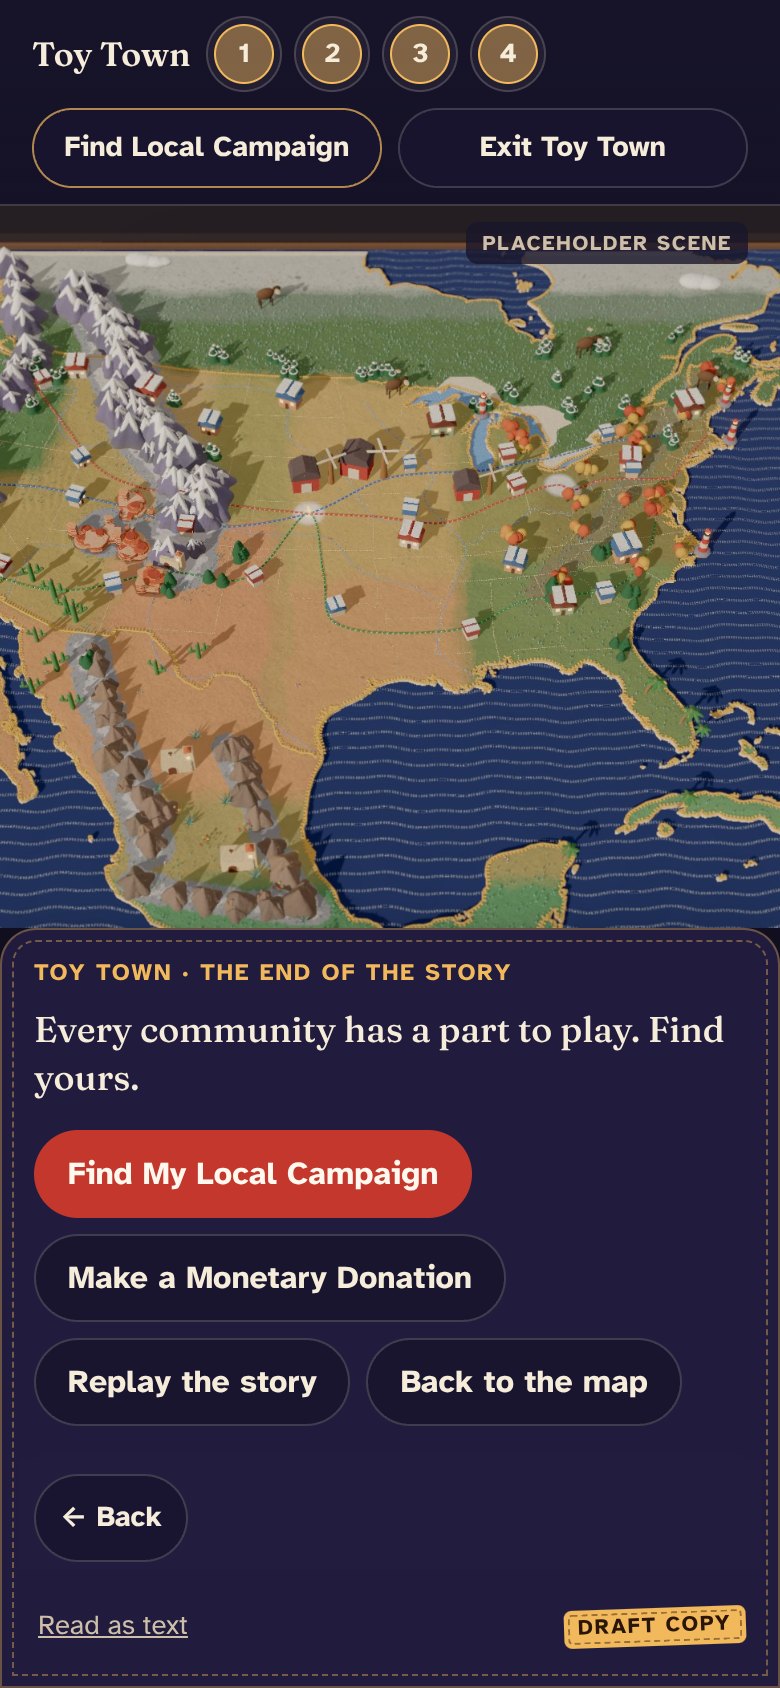 Toy Town 1 2 3 4
Find Local Campaign Exit Toy Town
PLACEHOLDER SCENE
TOY TOWN · THE END OF THE STORY
Every community has a part to play. Find
yours.
Find My Local Campaign
Make a Monetary Donation
Replay the story Back to the map
← Back
Read as text DRAFT COPY